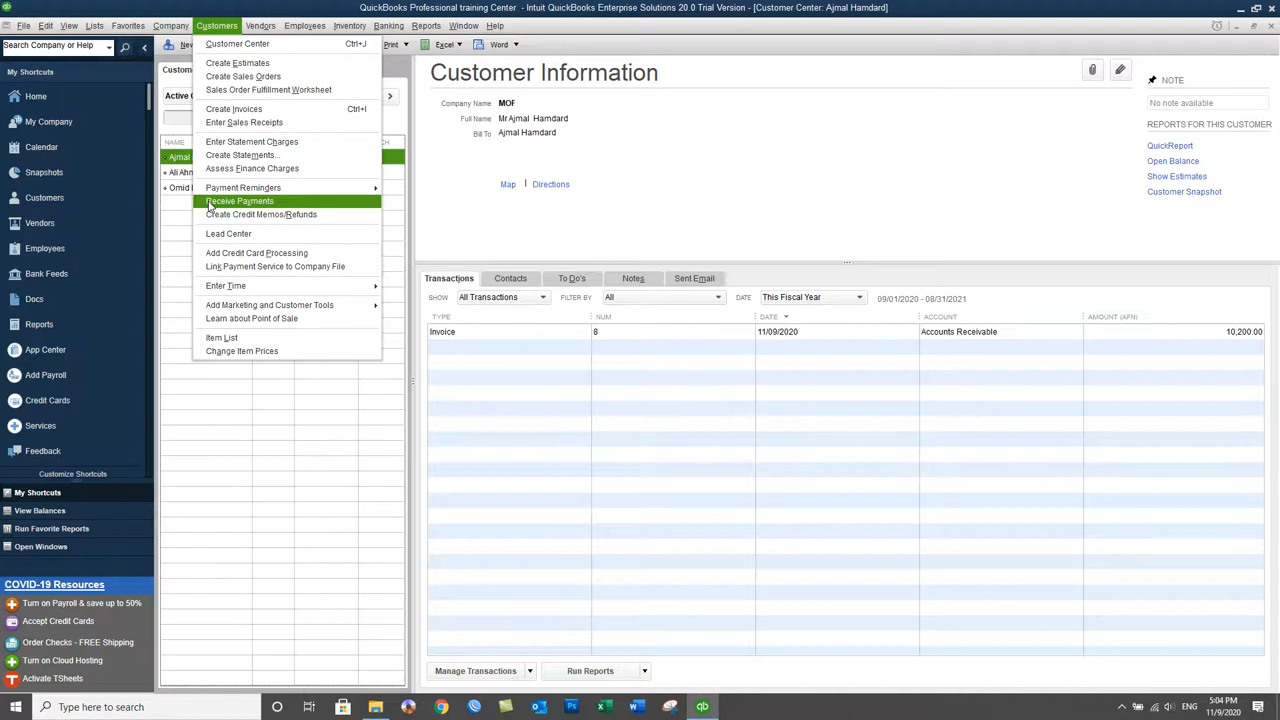 QuickBooks Professional training Center - Intuit QuickBooks Enterprise Solutions 20.0 Trial Version - [Customer Center: Ajmal Hamdard]
File Edit View Lists Favorites Company Customers Vendors Employees Inventory Banking Reports Window Help
Search Company or Help
Print Excel Word
My Shortcuts
Home
My Company
Calendar
Snapshots
Customers
Vendors
Employees
Bank Feeds
Docs
Reports
App Center
Add Payroll
Credit Cards
Services
Feedback
Customize Shortcuts
My Shortcuts
View Balances
Run Favorite Reports
Open Windows
COVID-19 Resources
Turn on Payroll & save up to 50%
Accept Credit Cards
Order Checks - FREE Shipping
Turn on Cloud Hosting
Activate TSheets
NAME
Ajmal
Customer Center Ctrl+J
Create Estimates
Create Sales Orders
Sales Order Fulfillment Worksheet
Create Invoices Ctrl+I
Enter Sales Receipts
Enter Statement Charges
Create Statements...
Assess Finance Charges
Payment Reminders
Receive Payments
Create Credit Memos/Refunds
Lead Center
Add Credit Card Processing
Link Payment Service to Company File
Enter Time
Add Marketing and Customer Tools
Learn about Point of Sale
Item List
Change Item Prices
Customer Information
Company Name MOF
Full Name Mr Ajmal Hamdard
Bill To Ajmal Hamdard
Map Directions
NOTE
No note available
REPORTS FOR THIS CUSTOMER
QuickReport
Open Balance
Show Estimates
Customer Snapshot
Transactions Contacts To Do's Notes Sent Email
SHOW All Transactions FILTER BY All DATE This Fiscal Year 09/01/2020 - 08/31/2021
TYPE NUM DATE ACCOUNT AMOUNT (AFN)
Invoice 8 11/09/2020 Accounts Receivable 10,200.00
Manage Transactions Run Reports
Type here to search
5:04 PM
11/9/2020